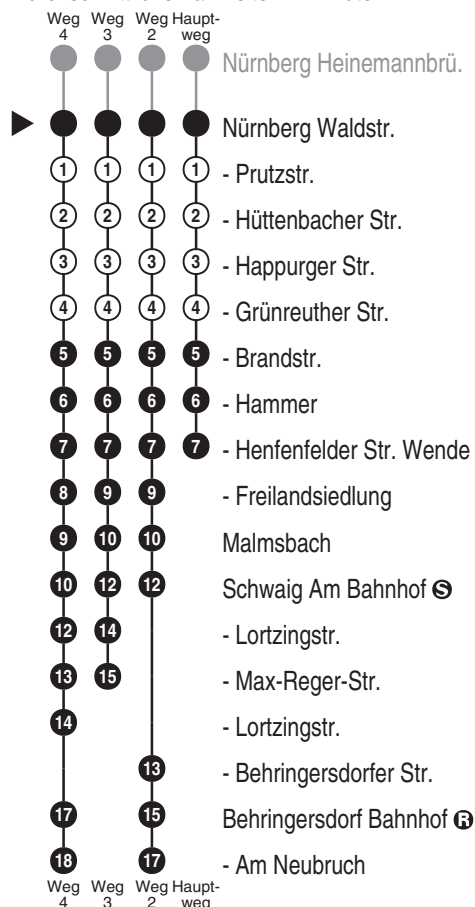 Weg Weg Weg Haupt-
4 3 2 weg
Nürnberg Heinemannbrü.
Nürnberg Waldstr.
1 1 1 1 - Prutzstr.
2 2 2 2 - Hüttenbacher Str.
3 3 3 3 - Happurger Str.
4 4 4 4 - Grünreuther Str.
5 5 5 5 - Brandstr.
6 6 6 6 - Hammer
7 7 7 7 - Henfenfelder Str. Wende
8 9 9 - Freilandsiedlung
9 10 10 Malmsbach
10 12 12 Schwaig Am Bahnhof S
12 14 - Lortzingstr.
13 15 - Max-Reger-Str.
14 - Lortzingstr.
13 - Behringersdorfer Str.
17 15 Behringersdorf Bahnhof R
18 17 - Am Neubruch
Weg Weg Weg Haupt-
4 3 2 weg